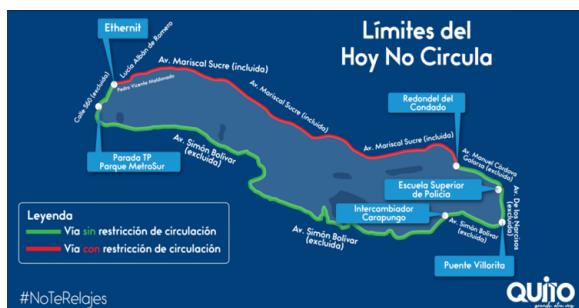 Límites del
Hoy No Circula
Ethernit
Lucía Albán de Romero
Pedro Vicente Maldonado
Calle S60 (excluida)
Av. Mariscal Sucre (incluida)
Av. Mariscal Sucre (incluida)
Av. Mariscal Sucre (incluida)
Redondel del
Condado
Av. Manuel Córdova
Galarza (excluida)
Parada TP
Parque MetroSur
Av. Simón Bolívar
(excluida)
Escuela Superior
de Policía
Av. De los Narcisos
(excluida)
Intercambiador
Carapungo
Av. Simón Bolívar
(excluida)
Av. Simón Bolívar
(excluida)
Puente Villorita
Leyenda
Vía sin restricción de circulación
Vía con restricción de circulación
#NoTeRelajes
QUITO
grande otra vez